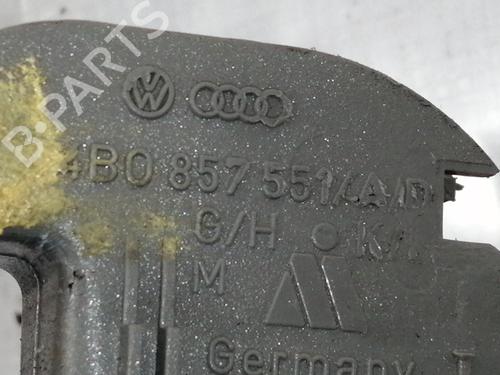 B-PARTS
4B0 857 551/A/B
G/H K/
M
Germany